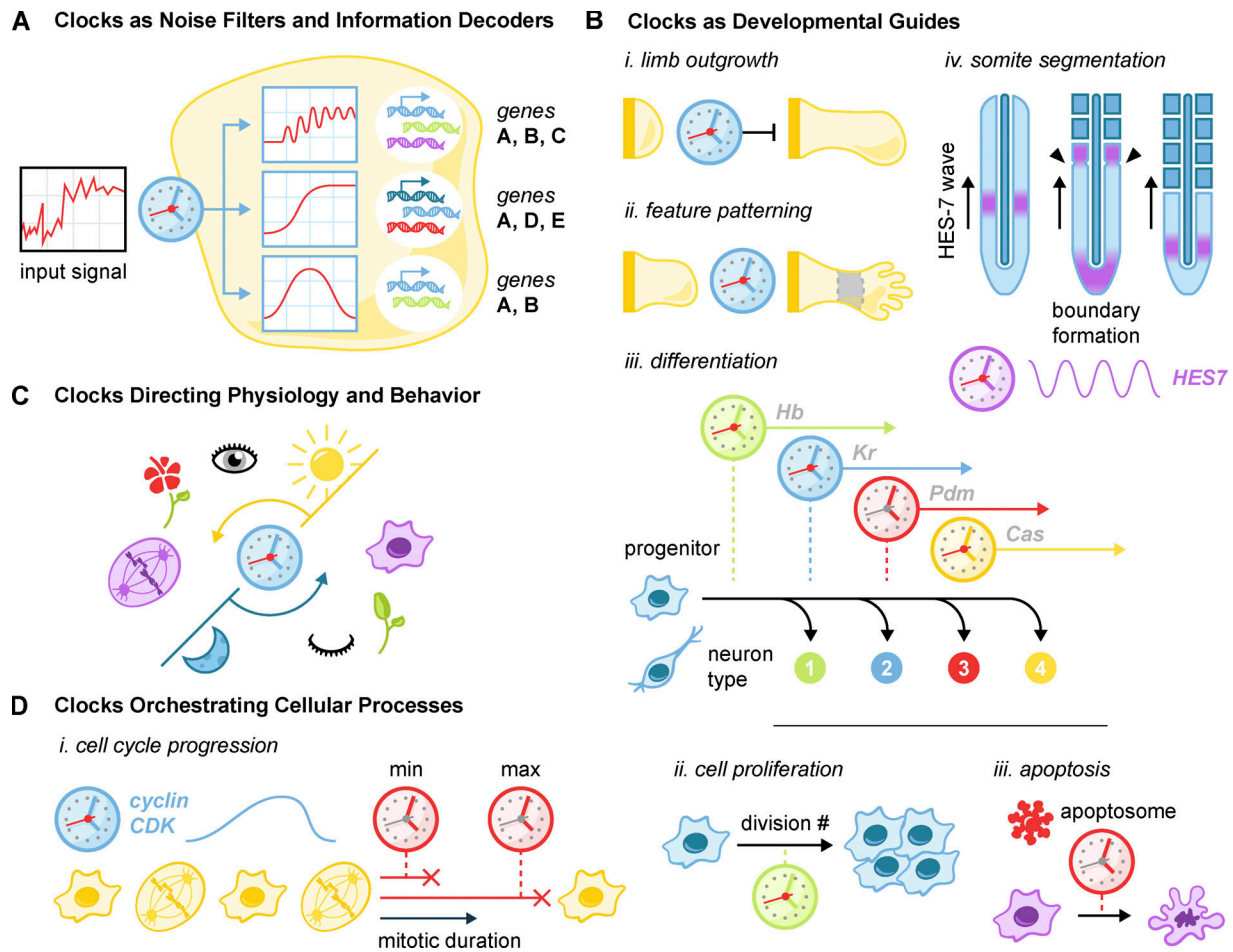 A Clocks as Noise Filters and Information Decoders
input signal
genes
A, B, C
genes
A, D, E
genes
A, B
B Clocks as Developmental Guides
i. limb outgrowth
ii. feature patterning
iii. differentiation
Hb
Kr
Pdm
Cas
progenitor
neuron
type
1
2
3
4
iv. somite segmentation
HES-7 wave
boundary
formation
HES7
C Clocks Directing Physiology and Behavior
D Clocks Orchestrating Cellular Processes
i. cell cycle progression
cyclin
CDK
min
max
mitotic duration
ii. cell proliferation
division #
iii. apoptosis
apoptosome